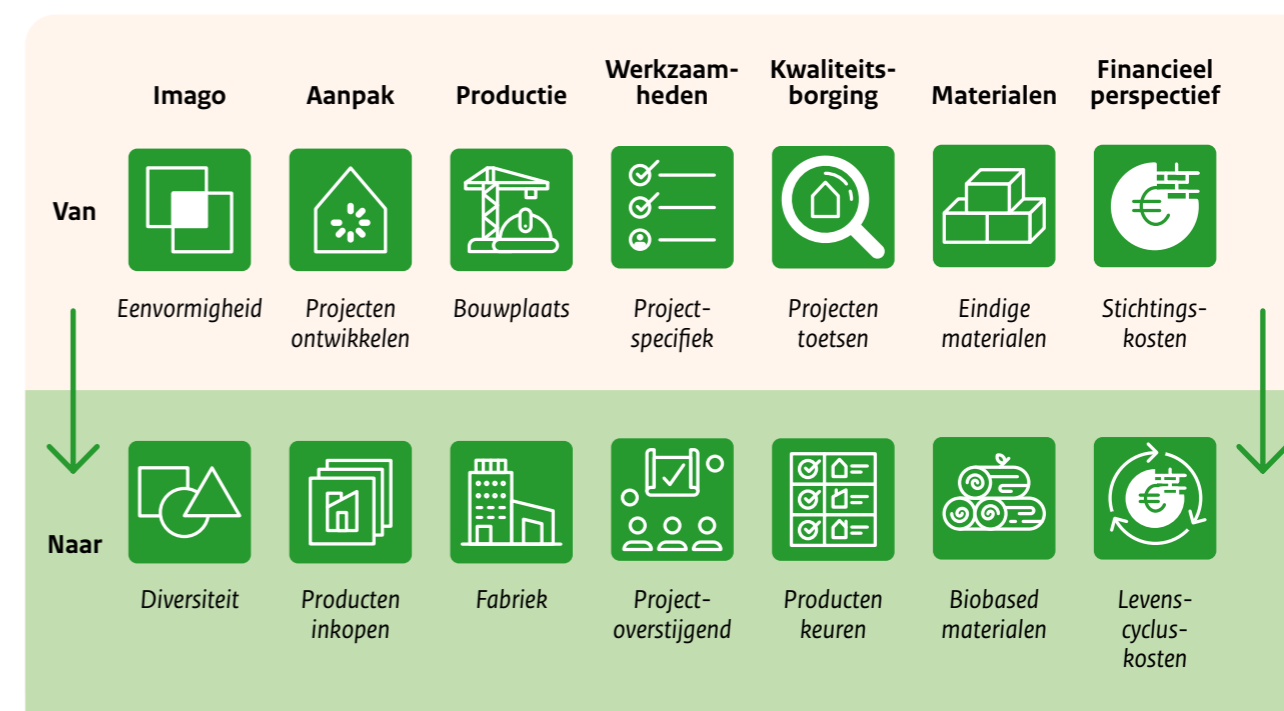 Imago
Aanpak
Productie
Werkzaam-
heden
Kwaliteits-
borging
Materialen
Financieel
perspectief
Van
Eenvormigheid
Projecten
ontwikkelen
Bouwplaats
Project-
specifiek
Projecten
toetsen
Eindige
materialen
Stichtings-
kosten
Naar
Diversiteit
Producten
inkopen
Fabriek
Project-
overstijgend
Producten
keuren
Biobased
materialen
Levens-
cyclus-
kosten